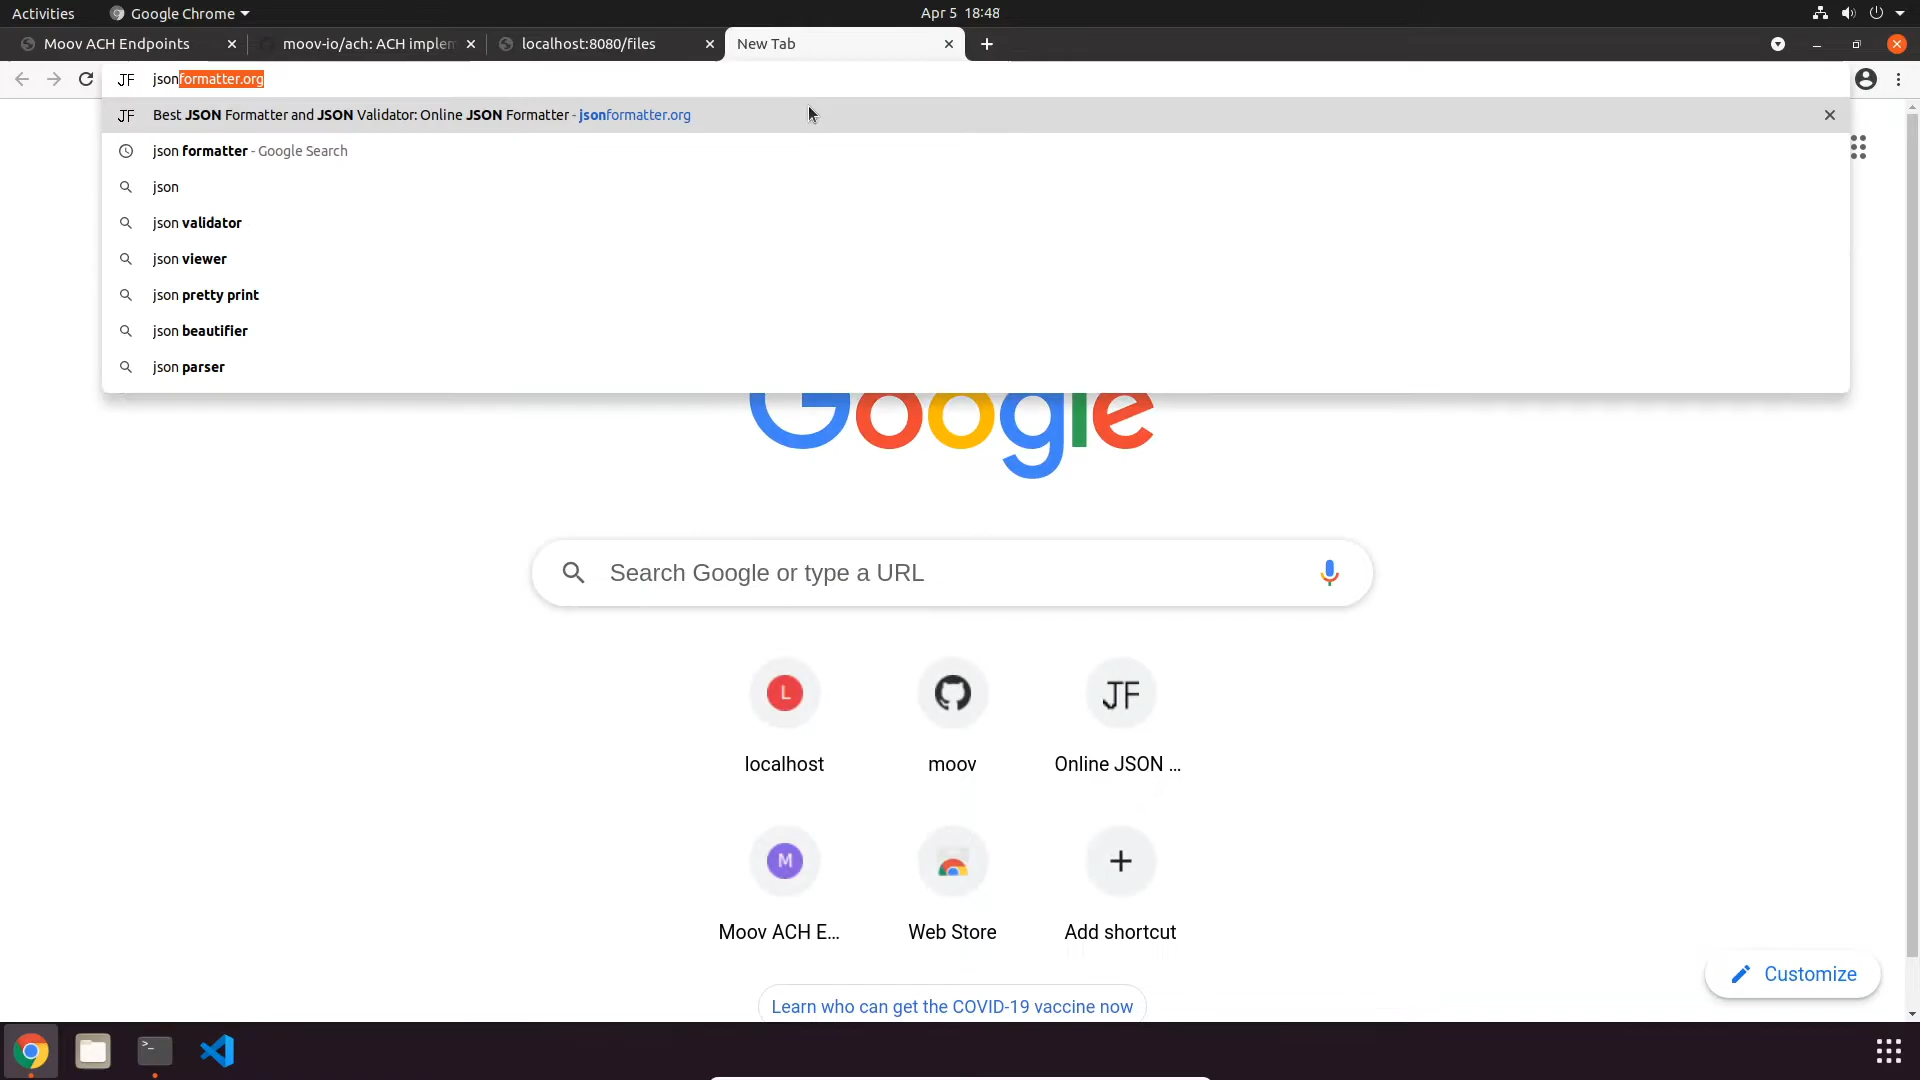 Activities
Google Chrome
Apr 5 18:48
Moov ACH Endpoints
moov-io/ach: ACH implem
localhost:8080/files
New Tab
JF jsonformatter.org
JF Best JSON Formatter and JSON Validator: Online JSON Formatter - jsonformatter.org
json formatter - Google Search
json
json validator
json viewer
json pretty print
json beautifier
json parser
Google
Search Google or type a URL
L
JF
localhost
moov
Online JSON ...
M
Moov ACH E...
Web Store
Add shortcut
Customize
Learn who can get the COVID-19 vaccine now